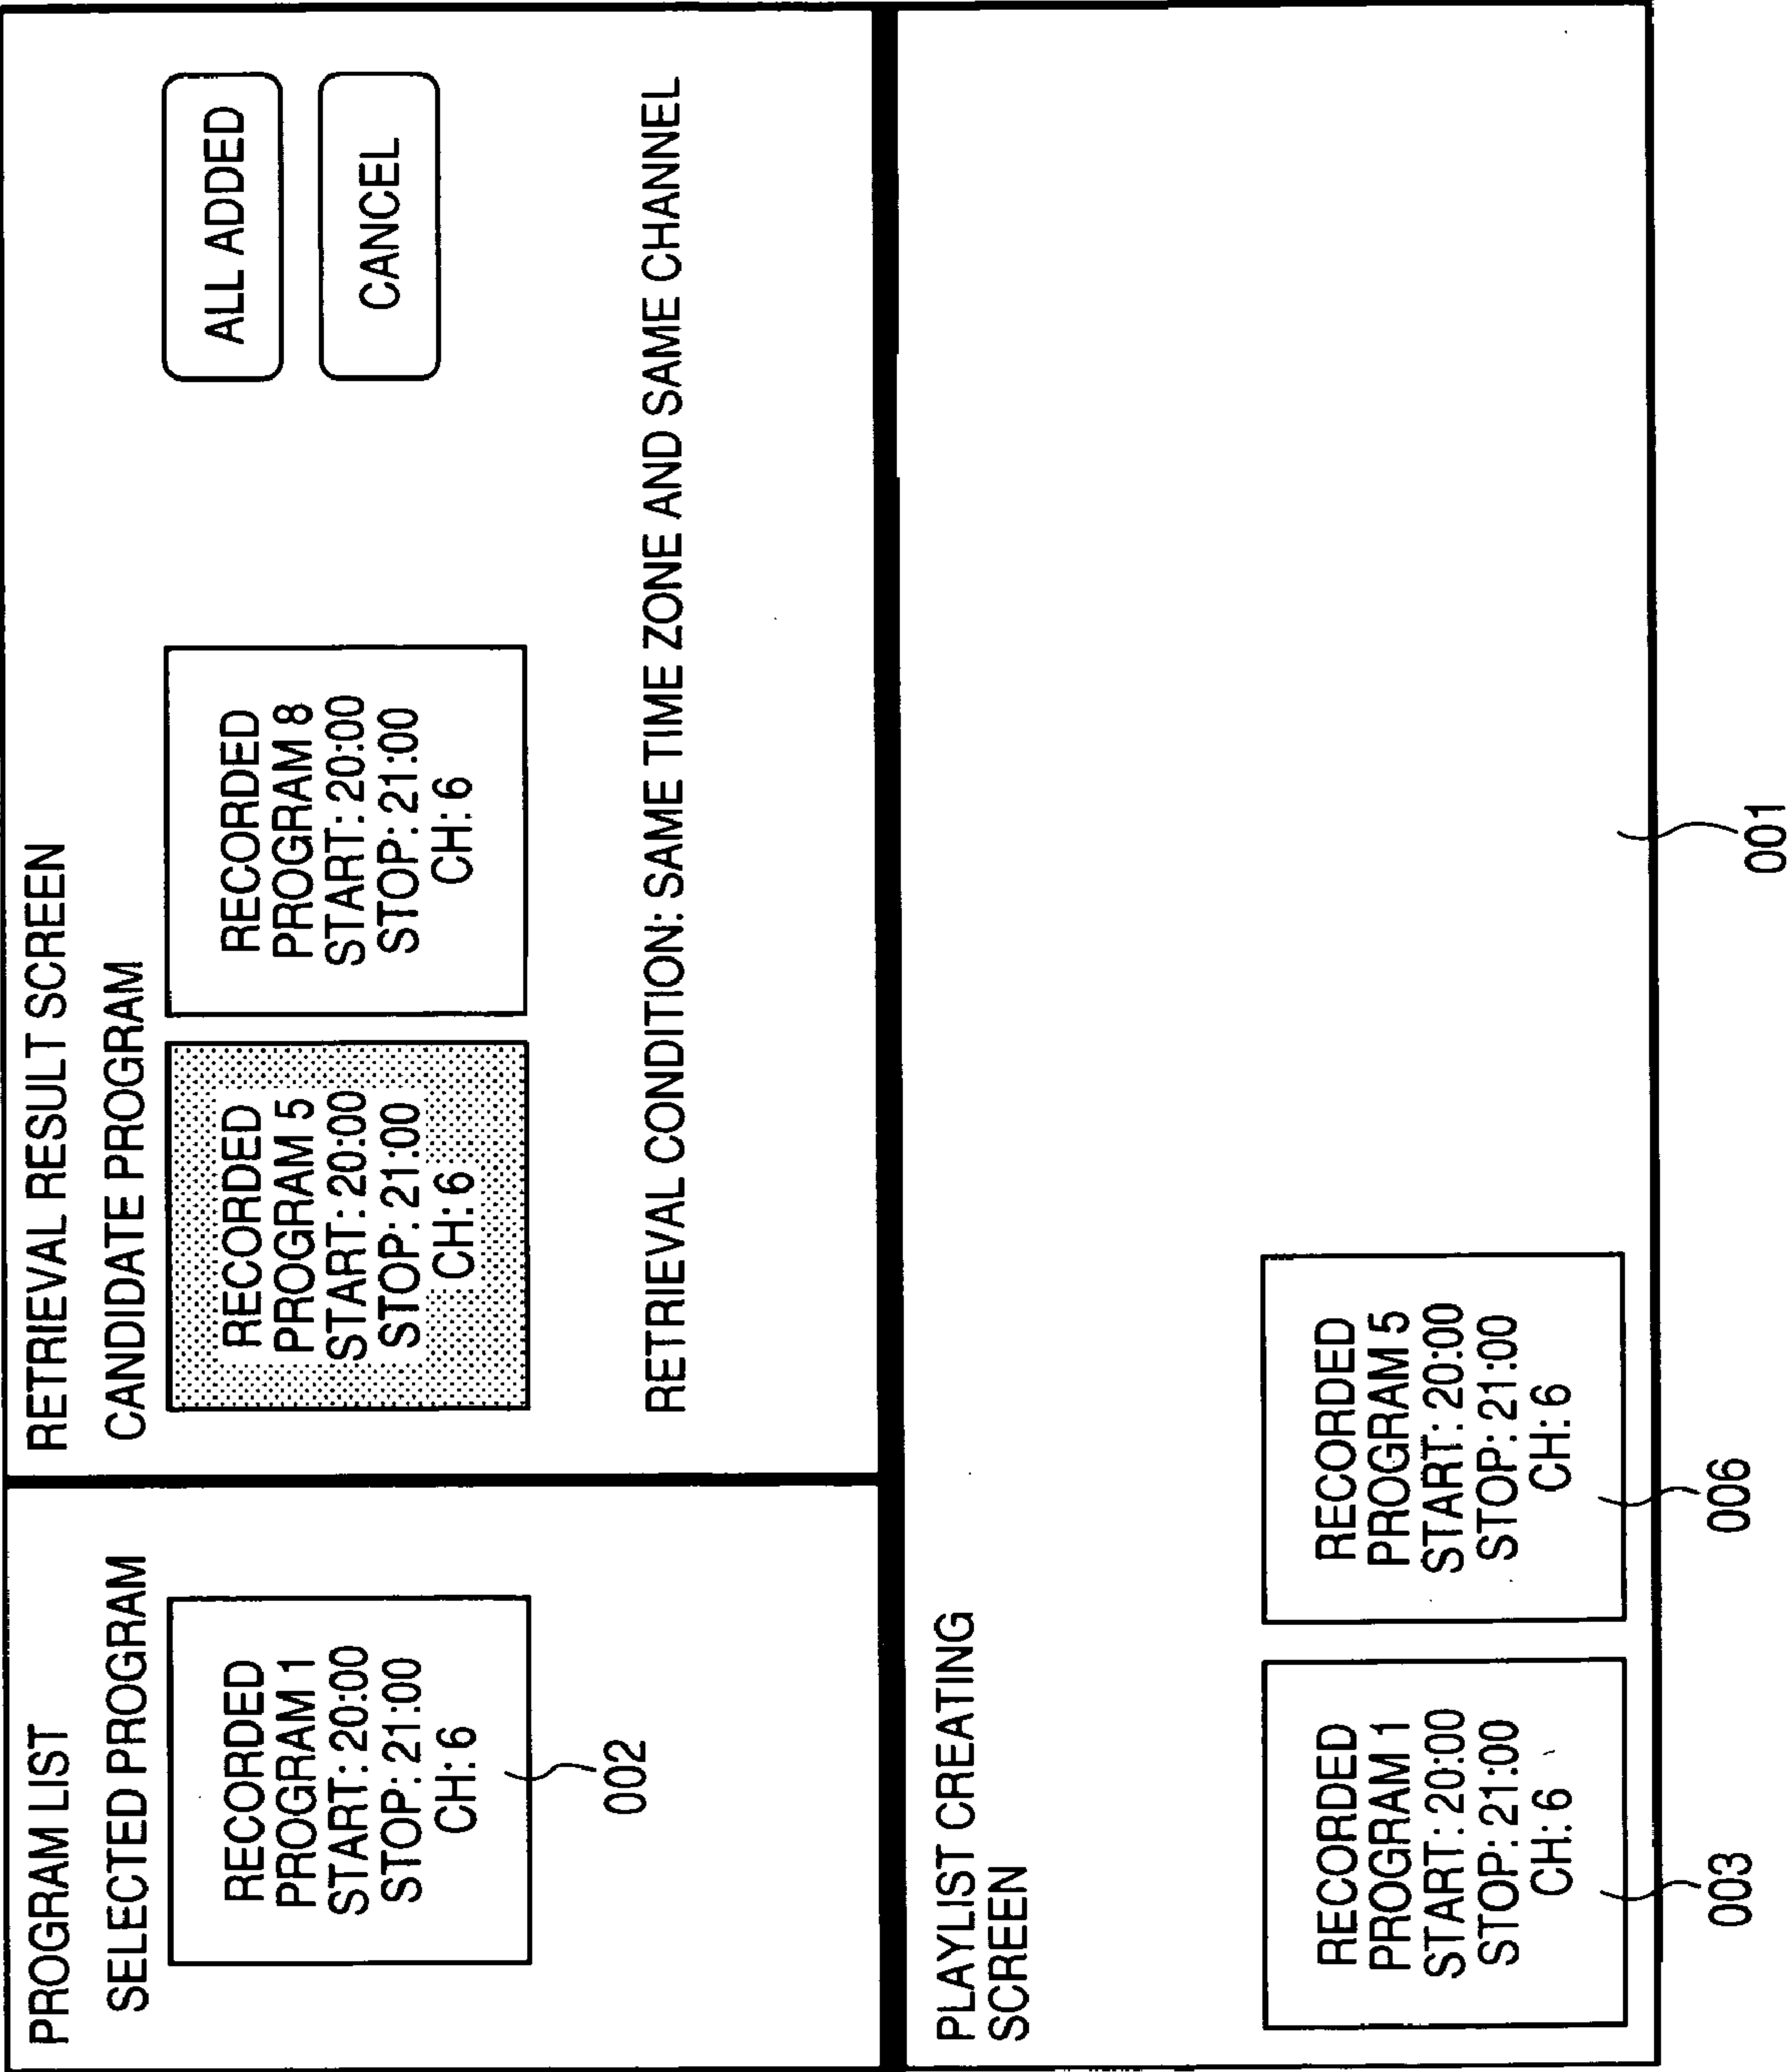 PROGRAM LIST
SELECTED PROGRAM
RECORDED
PROGRAM 1
START: 20:00
STOP: 21:00
CH: 6
002
RETRIEVAL RESULT SCREEN
CANDIDATE PROGRAM
RECORDED
PROGRAM 5
START: 20:00
STOP: 21:00
CH: 6
RECORDED
PROGRAM 8
START: 20:00
STOP: 21:00
CH: 6
ALL ADDED
CANCEL
RETRIEVAL CONDITION: SAME TIME ZONE AND SAME CHANNEL
PLAYLIST CREATING
SCREEN
RECORDED
PROGRAM 1
START: 20:00
STOP: 21:00
CH: 6
003
RECORDED
PROGRAM 5
START: 20:00
STOP: 21:00
CH: 6
006
001